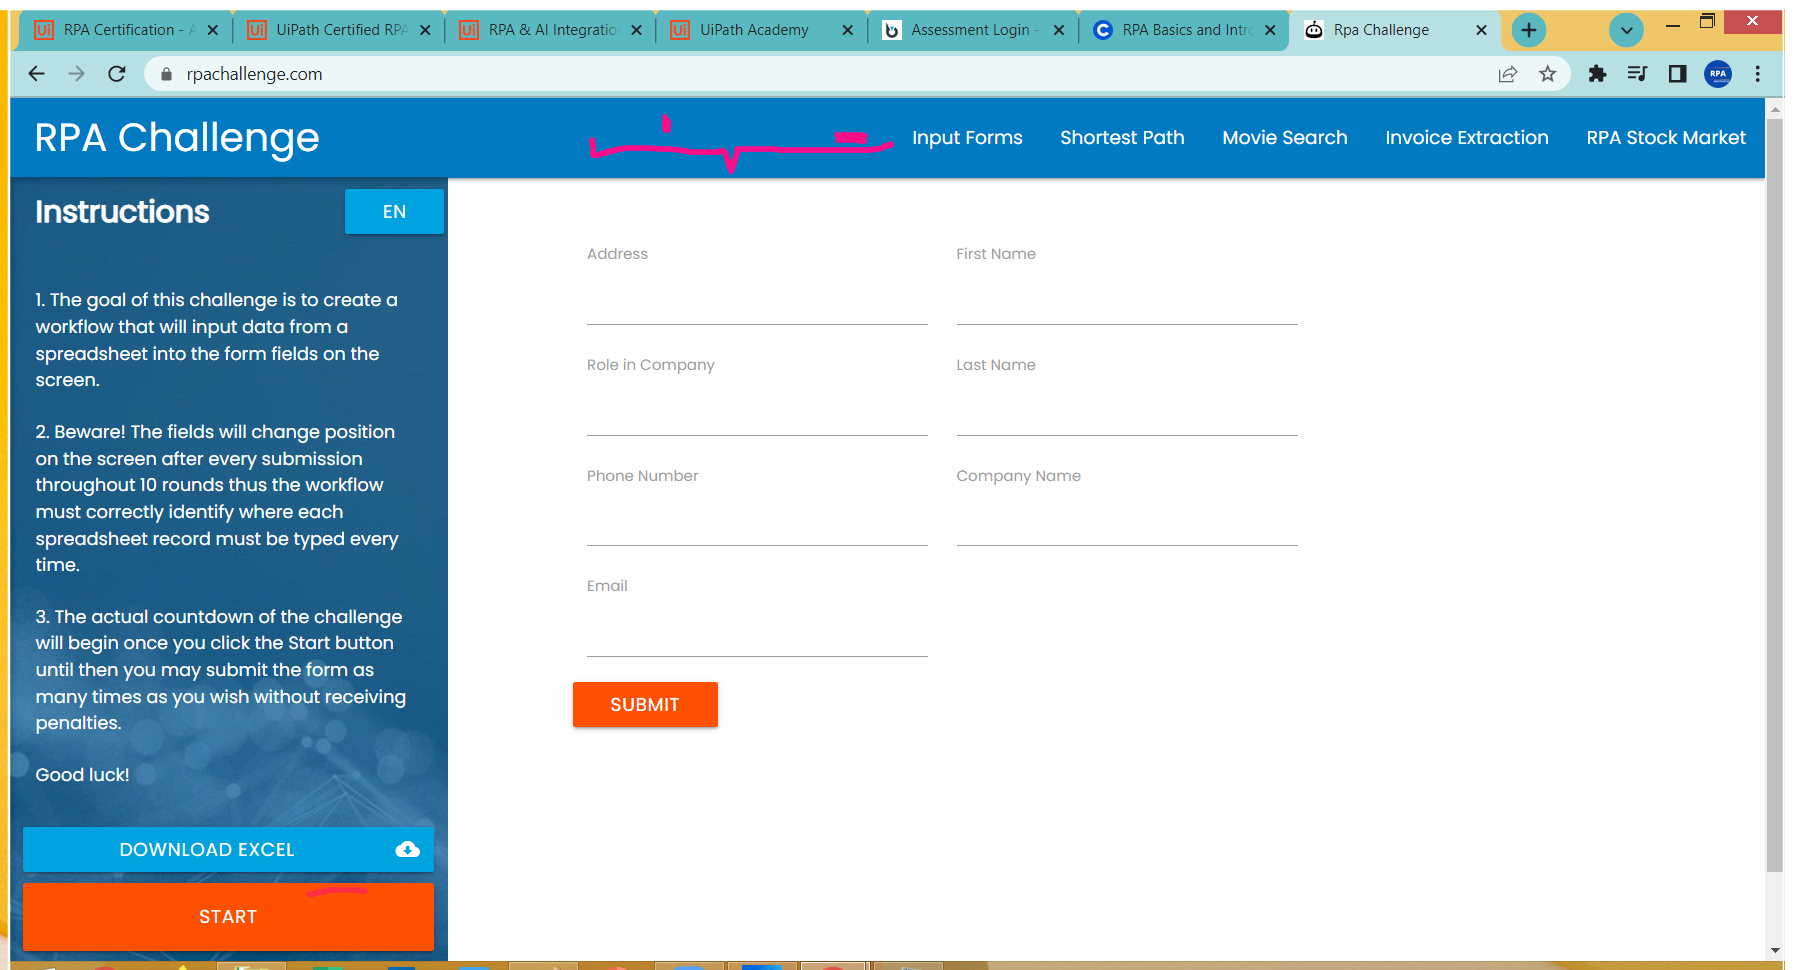 RPA Certification - A
UiPath Certified RPA
RPA & AI Integration
UiPath Academy
Assessment Login -
RPA Basics and Intro
Rpa Challenge
rpachallenge.com
RPA
RPA Challenge
Input Forms
Shortest Path
Movie Search
Invoice Extraction
RPA Stock Market
Instructions
EN
1. The goal of this challenge is to create a
workflow that will input data from a
spreadsheet into the form fields on the
screen.
2. Beware! The fields will change position
on the screen after every submission
throughout 10 rounds thus the workflow
must correctly identify where each
spreadsheet record must be typed every
time.
3. The actual countdown of the challenge
will begin once you click the Start button
until then you may submit the form as
many times as you wish without receiving
penalties.
Good luck!
DOWNLOAD EXCEL
START
Address
First Name
Role in Company
Last Name
Phone Number
Company Name
Email
SUBMIT